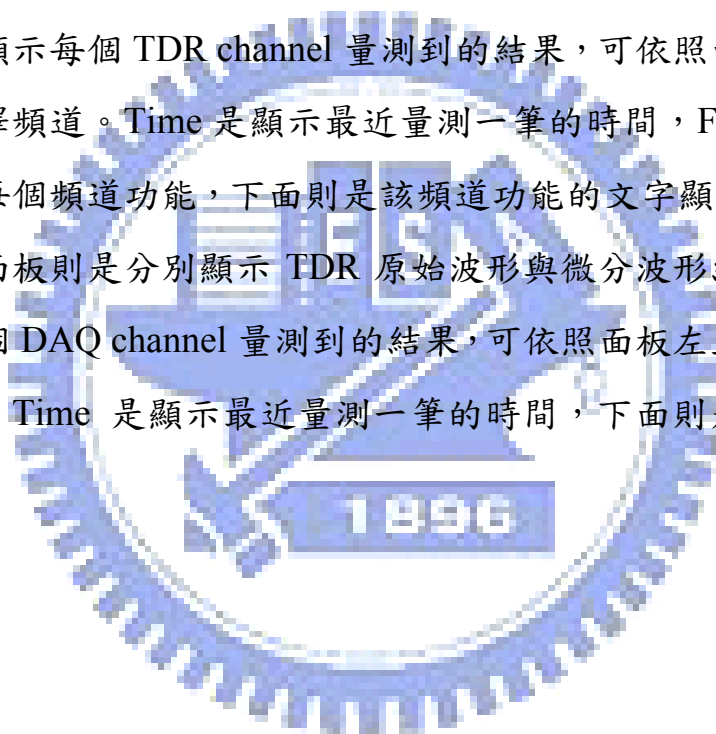 顯示每個 TDR channel 量測到的結果，可依照
擇頻道。Time 是顯示最近量測一筆的時間，F
每個頻道功能，下面則是該頻道功能的文字顯
面板則是分別顯示 TDR 原始波形與微分波形
個 DAQ channel 量測到的結果，可依照面板左
Time 是顯示最近量測一筆的時間，下面則
1896